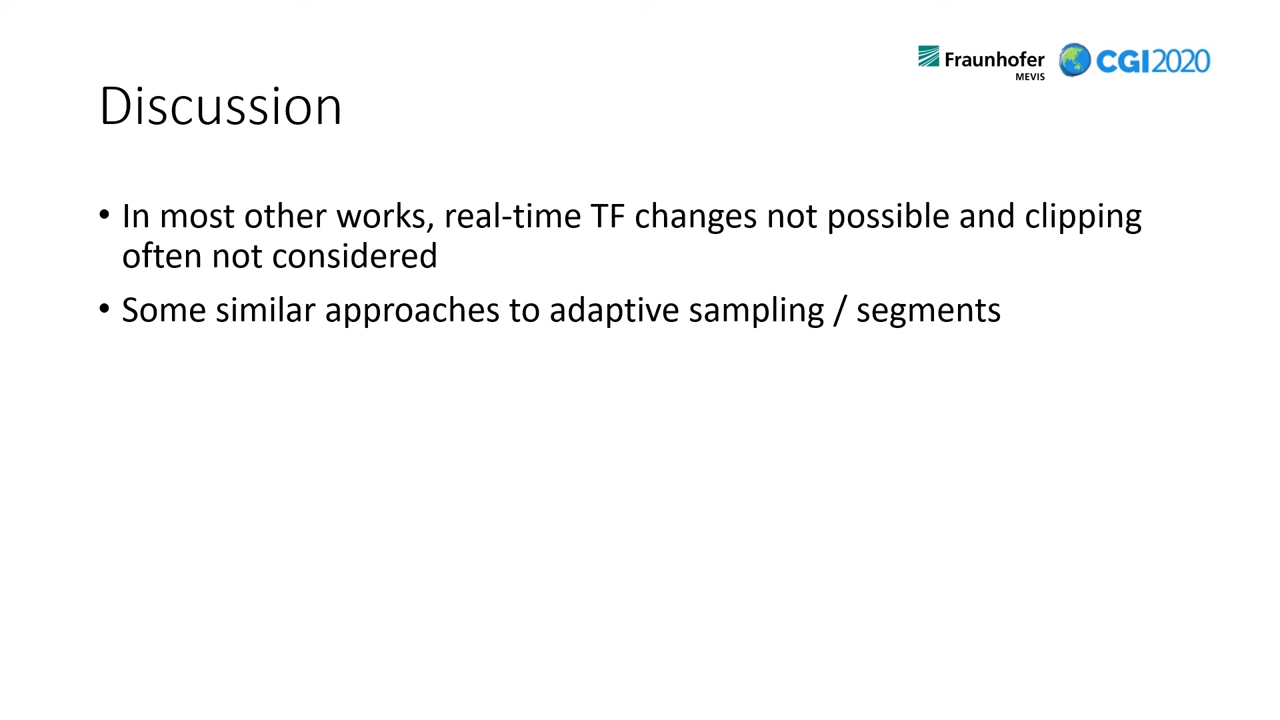 Fraunhofer
MEVIS
CGI2020
Discussion
• In most other works, real-time TF changes not possible and clipping
often not considered
• Some similar approaches to adaptive sampling / segments